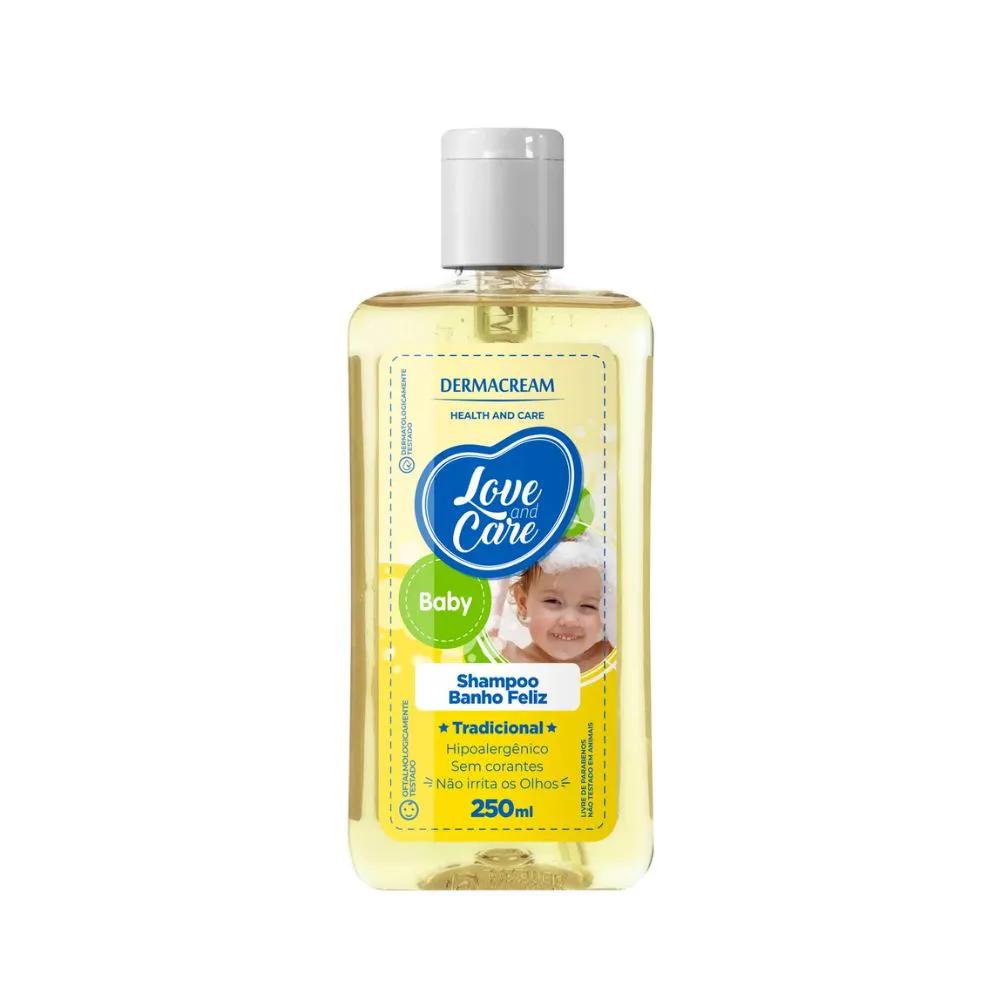 DERMACREAM
HEALTH AND CARE
DERMATOLOGICAMENTE
TESTADO
Love
and
Care
Baby
Shampoo
Banho Feliz
Tradicional
Hipoalergênico
Sem corantes
Não irrita os Olhos
250ml
OFTALMOLOGICAMENTE
TESTADO
LIVRE DE PARABENOS
NÃO TESTADO EM ANIMAIS